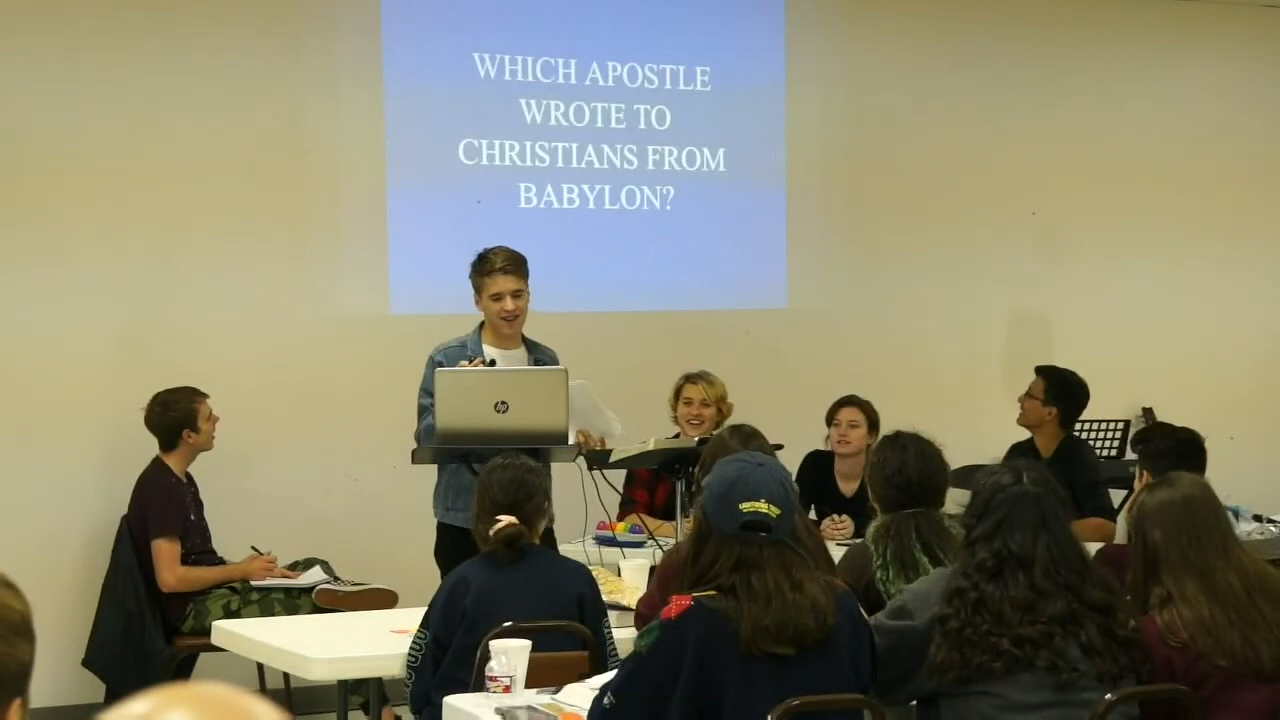 WHICH APOSTLE
WROTE TO
CHRISTIANS FROM
BABYLON?
hp